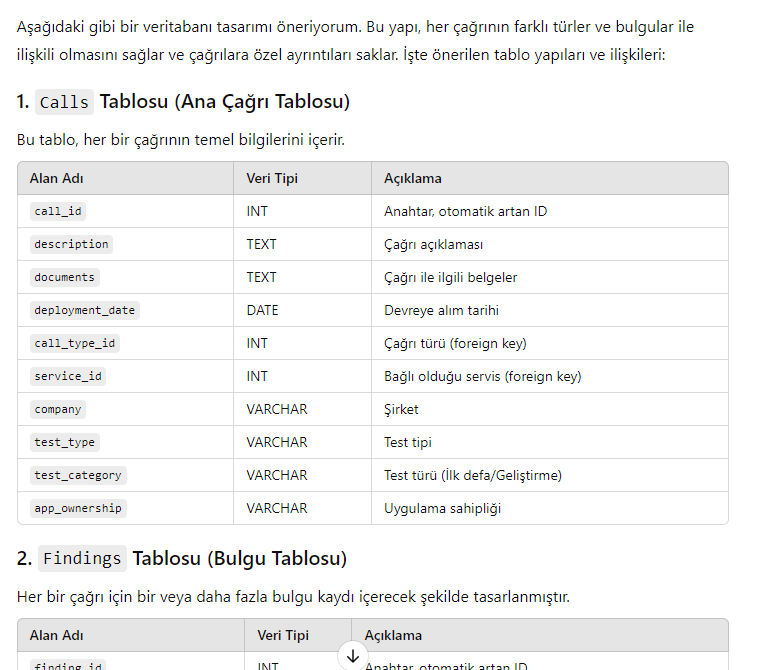 Aşağıdaki gibi bir veritabanı tasarımı öneriyorum. Bu yapı, her çağrının farklı türler ve bulgular ile
ilişkili olmasını sağlar ve çağrılara özel ayrıntıları saklar. İşte önerilen tablo yapıları ve ilişkileri:
1. Calls Tablosu (Ana Çağrı Tablosu)
Bu tablo, her bir çağrının temel bilgilerini içerir.
Alan Adı Veri Tipi Açıklama
call_id INT Anahtar, otomatik artan ID
description TEXT Çağrı açıklaması
documents TEXT Çağrı ile ilgili belgeler
deployment_date DATE Devreye alım tarihi
call_type_id INT Çağrı türü (foreign key)
service_id INT Bağlı olduğu servis (foreign key)
company VARCHAR Şirket
test_type VARCHAR Test tipi
test_category VARCHAR Test türü (İlk defa/Geliştirme)
app_ownership VARCHAR Uygulama sahipliği
2. Findings Tablosu (Bulgu Tablosu)
Her bir çağrı için bir veya daha fazla bulgu kaydı içerecek şekilde tasarlanmıştır.
Alan Adı Veri Tipi Açıklama
finding_id INT Anahtar, otomatik artan ID